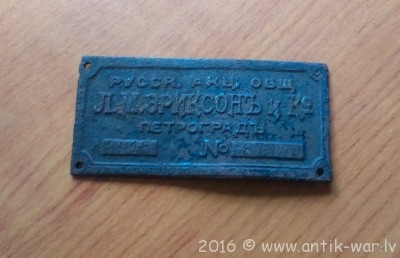 РУССК. АКЦ. ОБЩ.
Л.М.ЭРИКСОНЪ и Ко
ПЕТРОГРАДЪ.
№
2016 © www.antik-war.lv